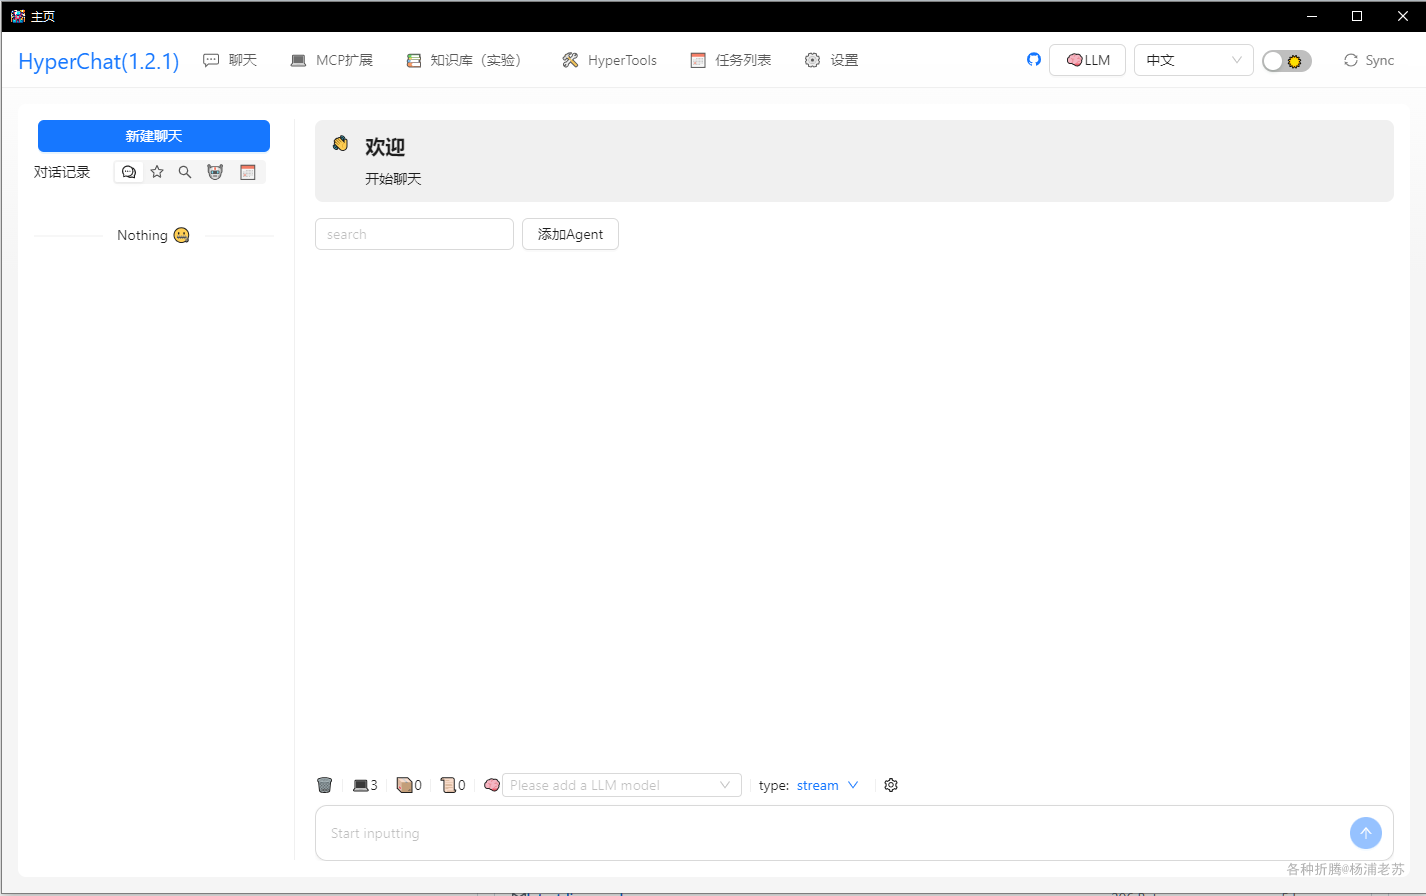 主页
HyperChat(1.2.1) 聊天 MCP扩展 知识库（实验） HyperTools 任务列表 设置 LLM 中文 Sync
新建聊天
对话记录
Nothing
欢迎
开始聊天
search 添加Agent
3 0 0 Please add a LLM model type: stream
Start inputting
各种折腾@杨浦老苏